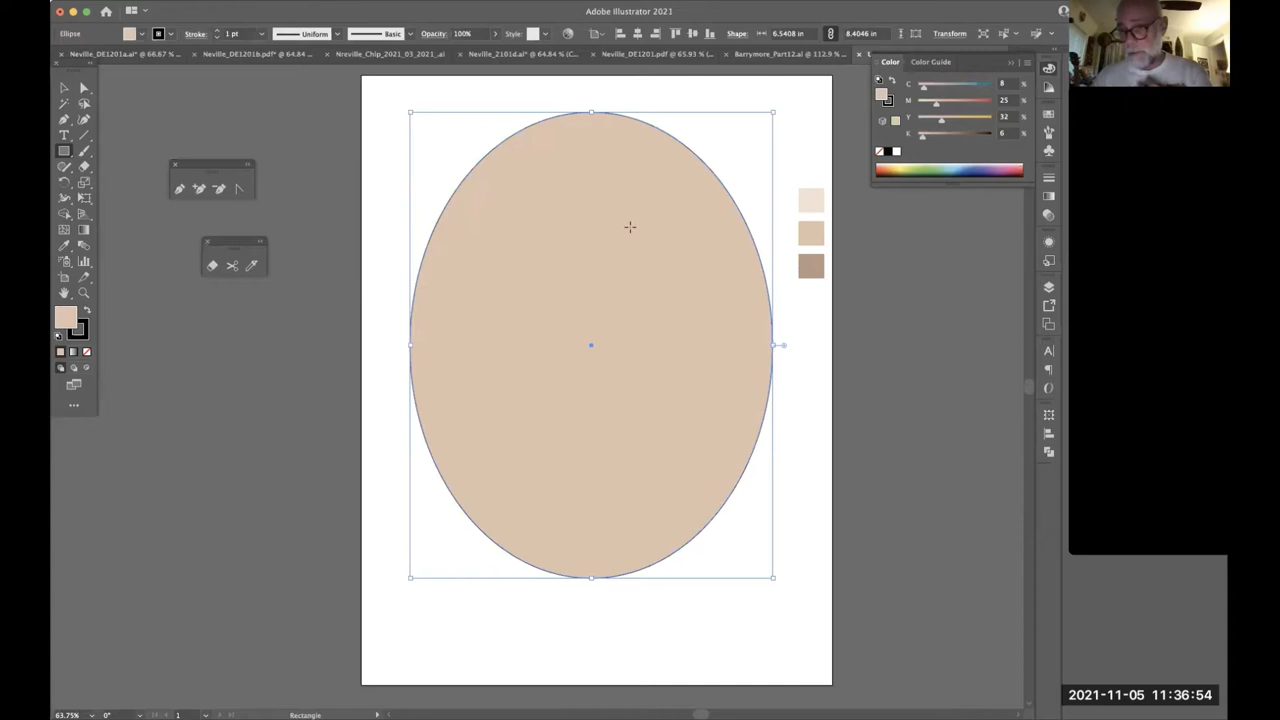 Adobe Illustrator 2021
Ellipse Stroke: 1 pt Uniform Basic Opacity: 100% Style: Shape: 6.5408 in 8.4046 in Transform
Neville_DE1201a.ai* @ 66.67 % ... Neville_DE1201b.pdf* @ 64.84 ... Nreville_Chip_2021_03_2021_.ai Neville_2101d.ai* @ 64.84 % (C... Neville_DE1201.pdf @ 65.93 % (... Barrymore_Part12.ai @ 112.9 %...
Color Color Guide
C 8 %
M 25 %
Y 32 %
K 6 %
63.75% 0° 1 Rectangle
2021-11-05 11:36:54